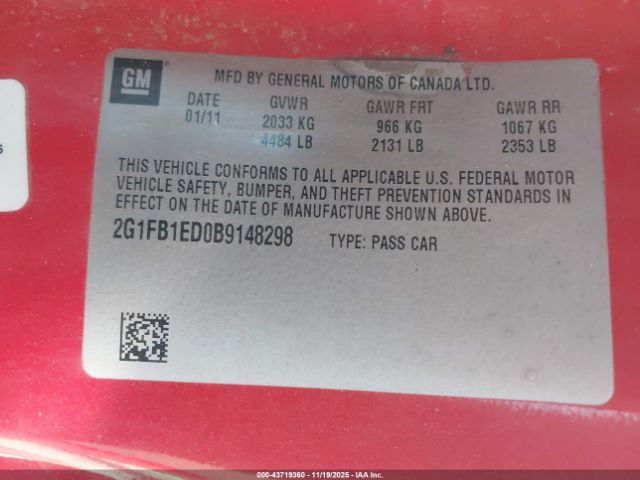 GM
MFD BY GENERAL MOTORS OF CANADA LTD.
DATE GVWR GAWR FRT GAWR RR
01/11 2033 KG 966 KG 1067 KG
4484 LB 2131 LB 2353 LB
THIS VEHICLE CONFORMS TO ALL APPLICABLE U.S. FEDERAL MOTOR
VEHICLE SAFETY, BUMPER, AND THEFT PREVENTION STANDARDS IN
EFFECT ON THE DATE OF MANUFACTURE SHOWN ABOVE.
2G1FB1ED0B9148298 TYPE: PASS CAR
s
000-43719360 - 11/19/2025 - IAA, Inc.